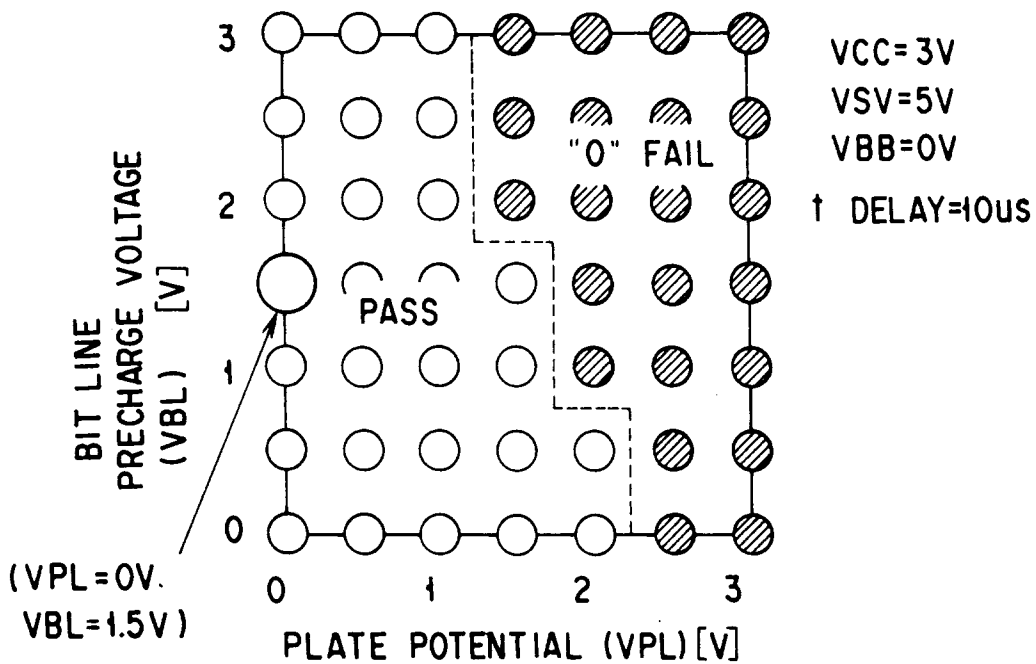 3
2
1
0
0
1
2
3
BIT LINE
PRECHARGE VOLTAGE
(VBL) [V]
PLATE POTENTIAL (VPL) [V]
"0" FAIL
PASS
(VPL=0V.
VBL=1.5V)
VCC=3V
VSV=5V
VBB=0V
t DELAY=10us